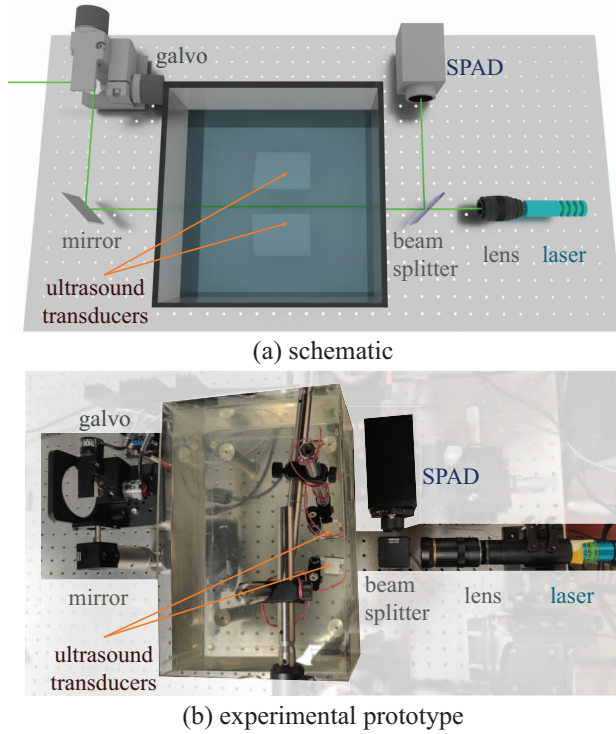 galvo
SPAD
mirror
ultrasound
transducers
beam
splitter
lens
laser
(a) schematic
galvo
SPAD
mirror
ultrasound
transducers
beam
splitter
lens
laser
(b) experimental prototype